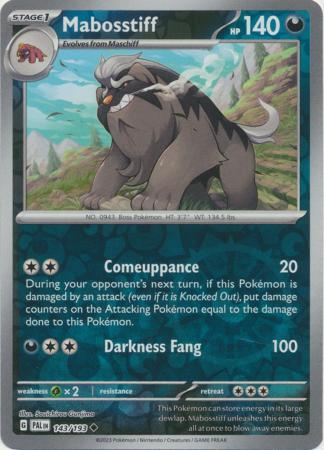 STAGE 1
Mabosstiff
HP 140
Evolves from Maschiff
NO. 0943 Boss Pokémon HT: 3'7" WT: 134.5 lbs
Comeuppance 20
During your opponent's next turn, if this Pokémon is
damaged by an attack (even if it is Knocked Out), put damage
counters on the Attacking Pokémon equal to the damage
done to this Pokémon.
Darkness Fang 100
weakness ×2 resistance retreat
Illus. Souichirou Gunjima
G PAL EN 143/193
This Pokémon can store energy in its large
dewlap. Mabosstiff unleashes this energy
all at once to blow away enemies.
©2023 Pokémon / Nintendo / Creatures / GAME FREAK